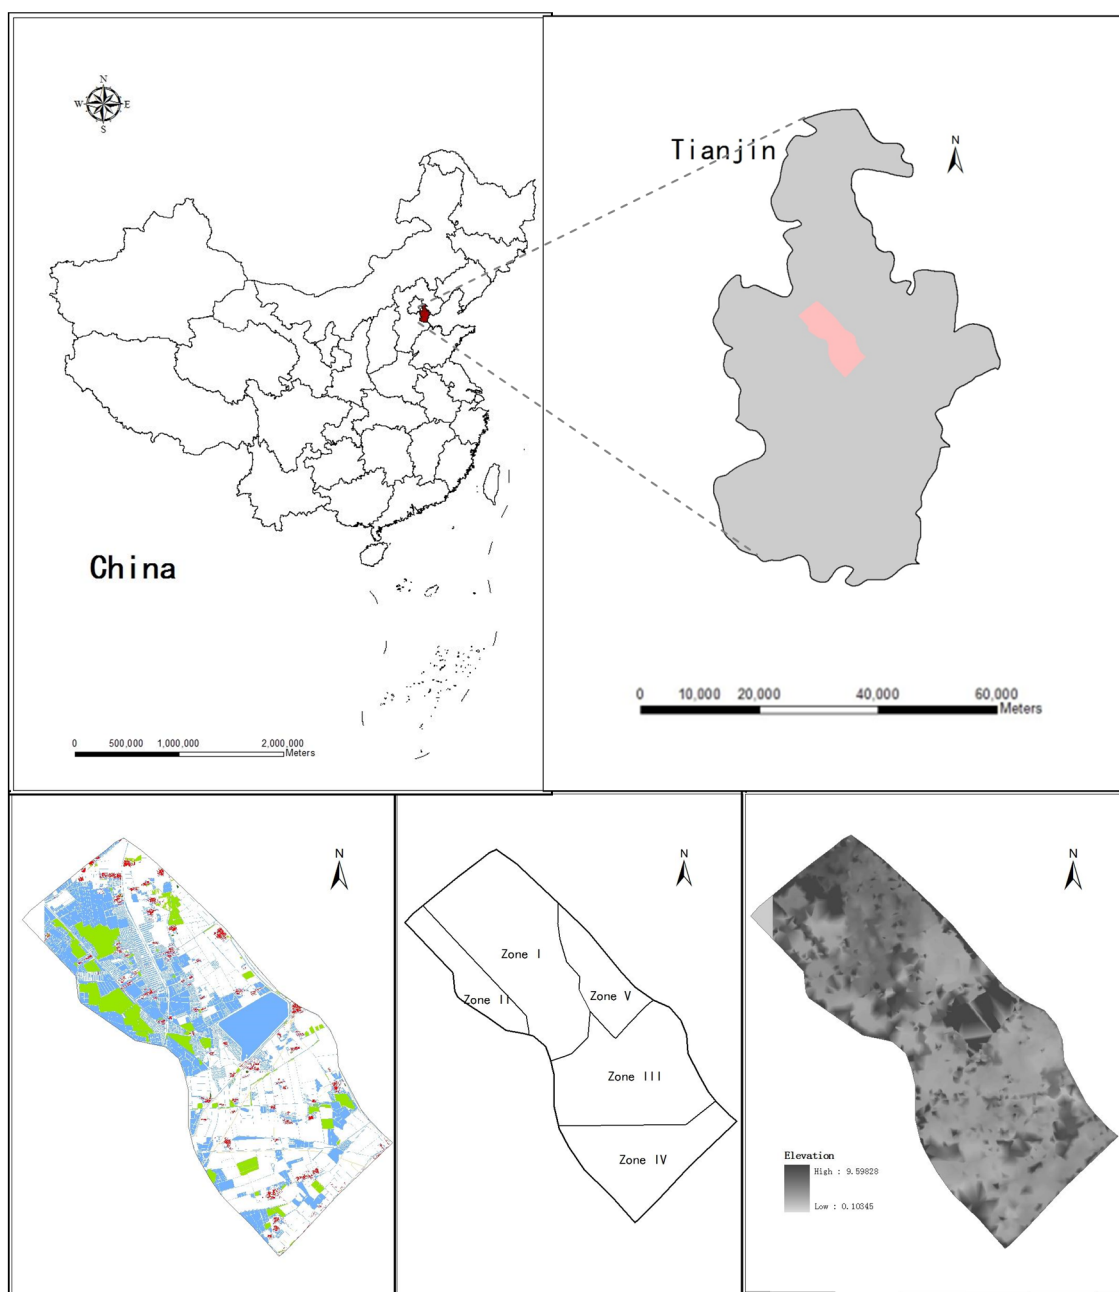 N
W E
S
China
0 500,000 1,000,000 2,000,000
Meters
Tianjin
N
0 10,000 20,000 40,000 60,000
Meters
N
N
Zone I
Zone II
Zone V
Zone III
Zone IV
N
Elevation
High : 9.59828
Low : 0.10345